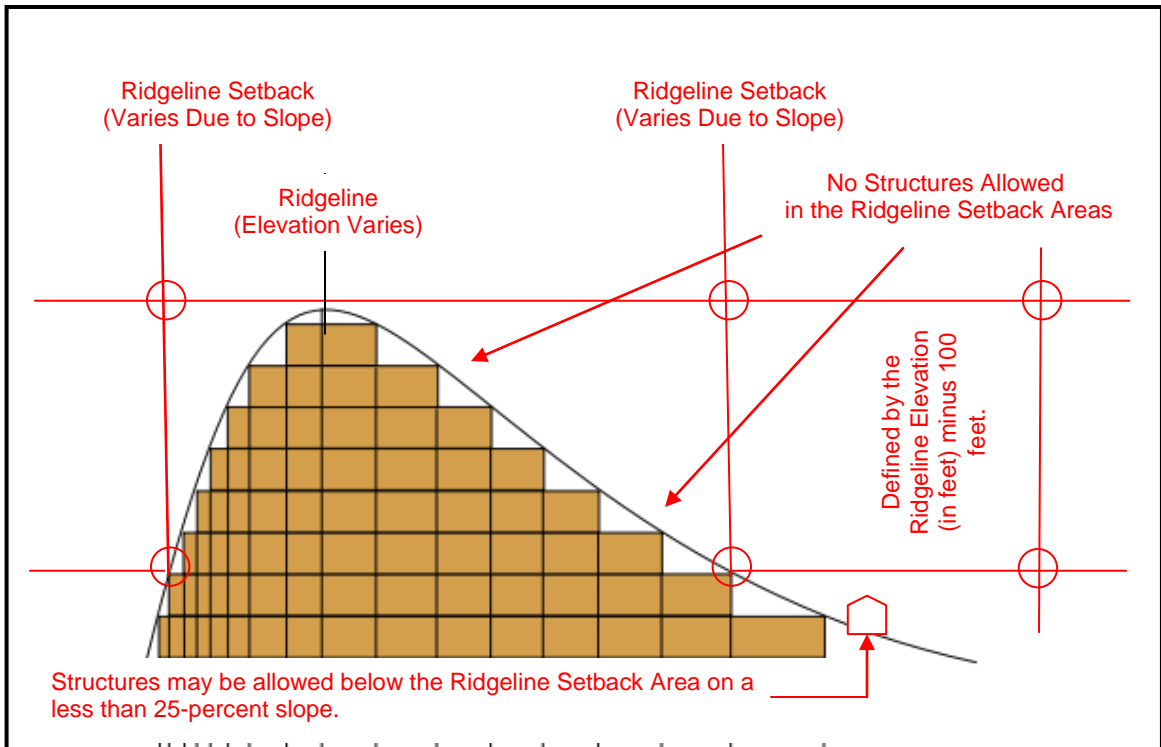 Ridgeline Setback
(Varies Due to Slope)
Ridgeline Setback
(Varies Due to Slope)
Ridgeline
(Elevation Varies)
No Structures Allowed
in the Ridgeline Setback Areas
Defined by the
Ridgeline Elevation
(in feet) minus 100
feet.
Structures may be allowed below the Ridgeline Setback Area on a
less than 25-percent slope.